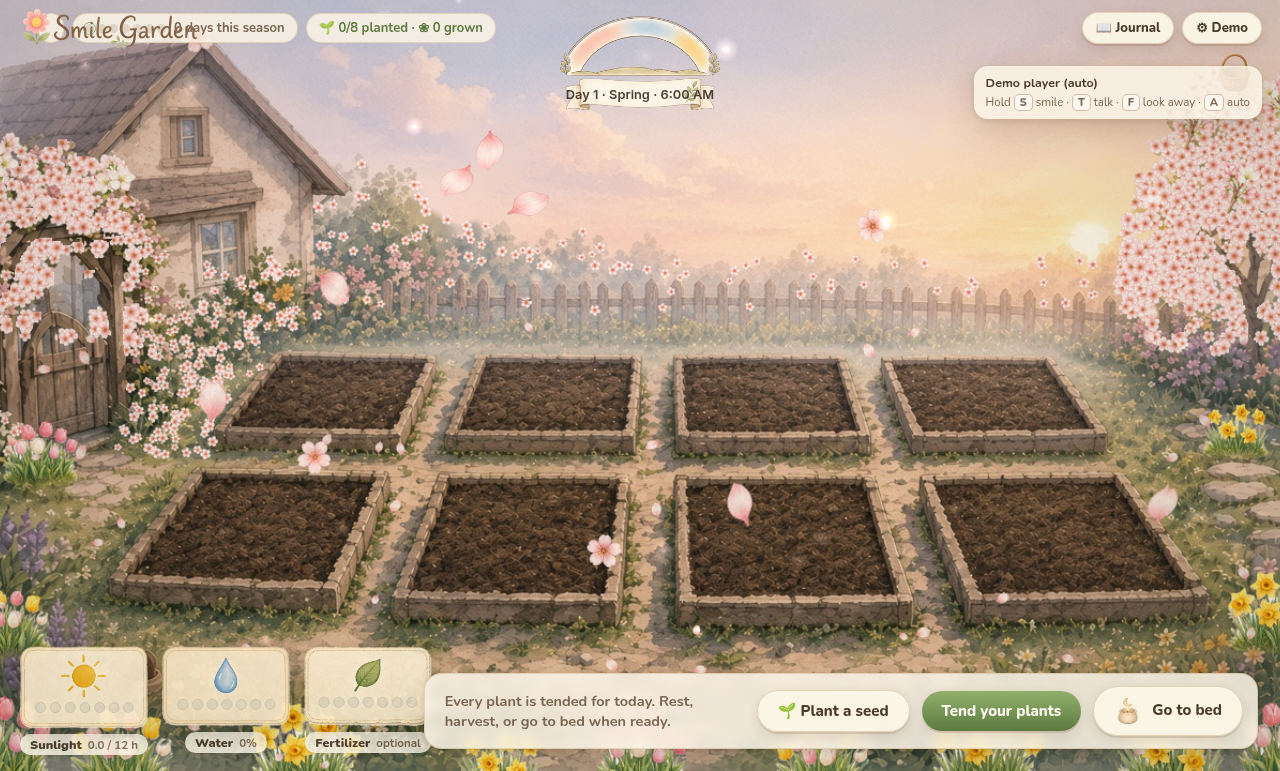 Smile Garden
days this season
🌱 0/8 planted · ❀ 0 grown
Day 1 · Spring · 6:00 AM
📖 Journal
⚙ Demo
Demo player (auto)
Hold S smile · T talk · F look away · A auto
Sunlight 0.0 / 12 h
Water 0%
Fertilizer optional
Every plant is tended for today. Rest,
harvest, or go to bed when ready.
🌱 Plant a seed
Tend your plants
Go to bed